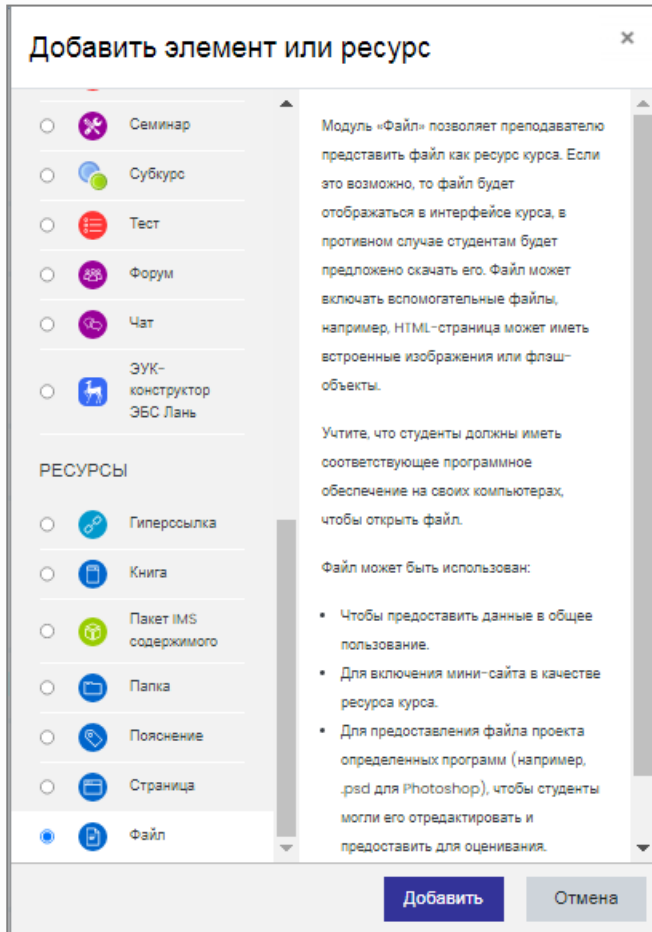 Добавить элемент или ресурс
×
Семинар
Субкурс
Тест
Форум
Чат
ЭУК-
конструктор
ЭБС Лань
РЕСУРСЫ
Гиперссылка
Книга
Пакет IMS
содержимого
Папка
Пояснение
Страница
Файл
Модуль «Файл» позволяет преподавателю
представить файл как ресурс курса. Если
это возможно, то файл будет
отображаться в интерфейсе курса, в
противном случае студентам будет
предложено скачать его. Файл может
включать вспомогательные файлы,
например, HTML-страница может иметь
встроенные изображения или флэш-
объекты.
Учтите, что студенты должны иметь
соответствующее программное
обеспечение на своих компьютерах,
чтобы открыть файл.
Файл может быть использован:
• Чтобы предоставить данные в общее
пользование.
• Для включения мини-сайта в качестве
ресурса курса.
• Для предоставления файла проекта
определенных программ (например,
.psd для Photoshop), чтобы студенты
могли его отредактировать и
предоставить для оценивания.
Добавить
Отмена